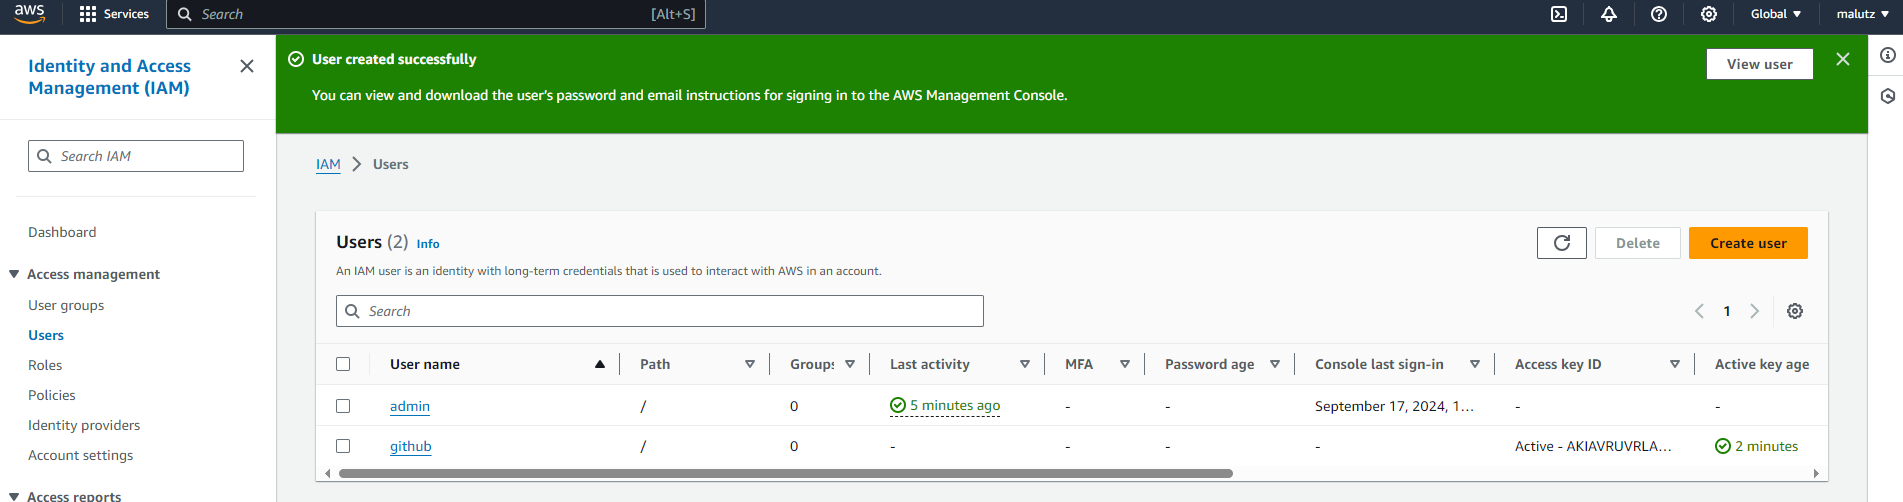 aws
Services
Search
[Alt+S]
Global
malutz
Identity and Access
Management (IAM)
Search IAM
Dashboard
Access management
User groups
Users
Roles
Policies
Identity providers
Account settings
Access reports
User created successfully
You can view and download the user's password and email instructions for signing in to the AWS Management Console.
View user
IAM > Users
Users (2) Info
An IAM user is an identity with long-term credentials that is used to interact with AWS in an account.
Delete
Create user
Search
1
User name Path Groups Last activity MFA Password age Console last sign-in Access key ID Active key age
admin / 0 5 minutes ago - - September 17, 2024, 1... - -
github / 0 - - - - Active - AKIAVRUVRLA... 2 minutes